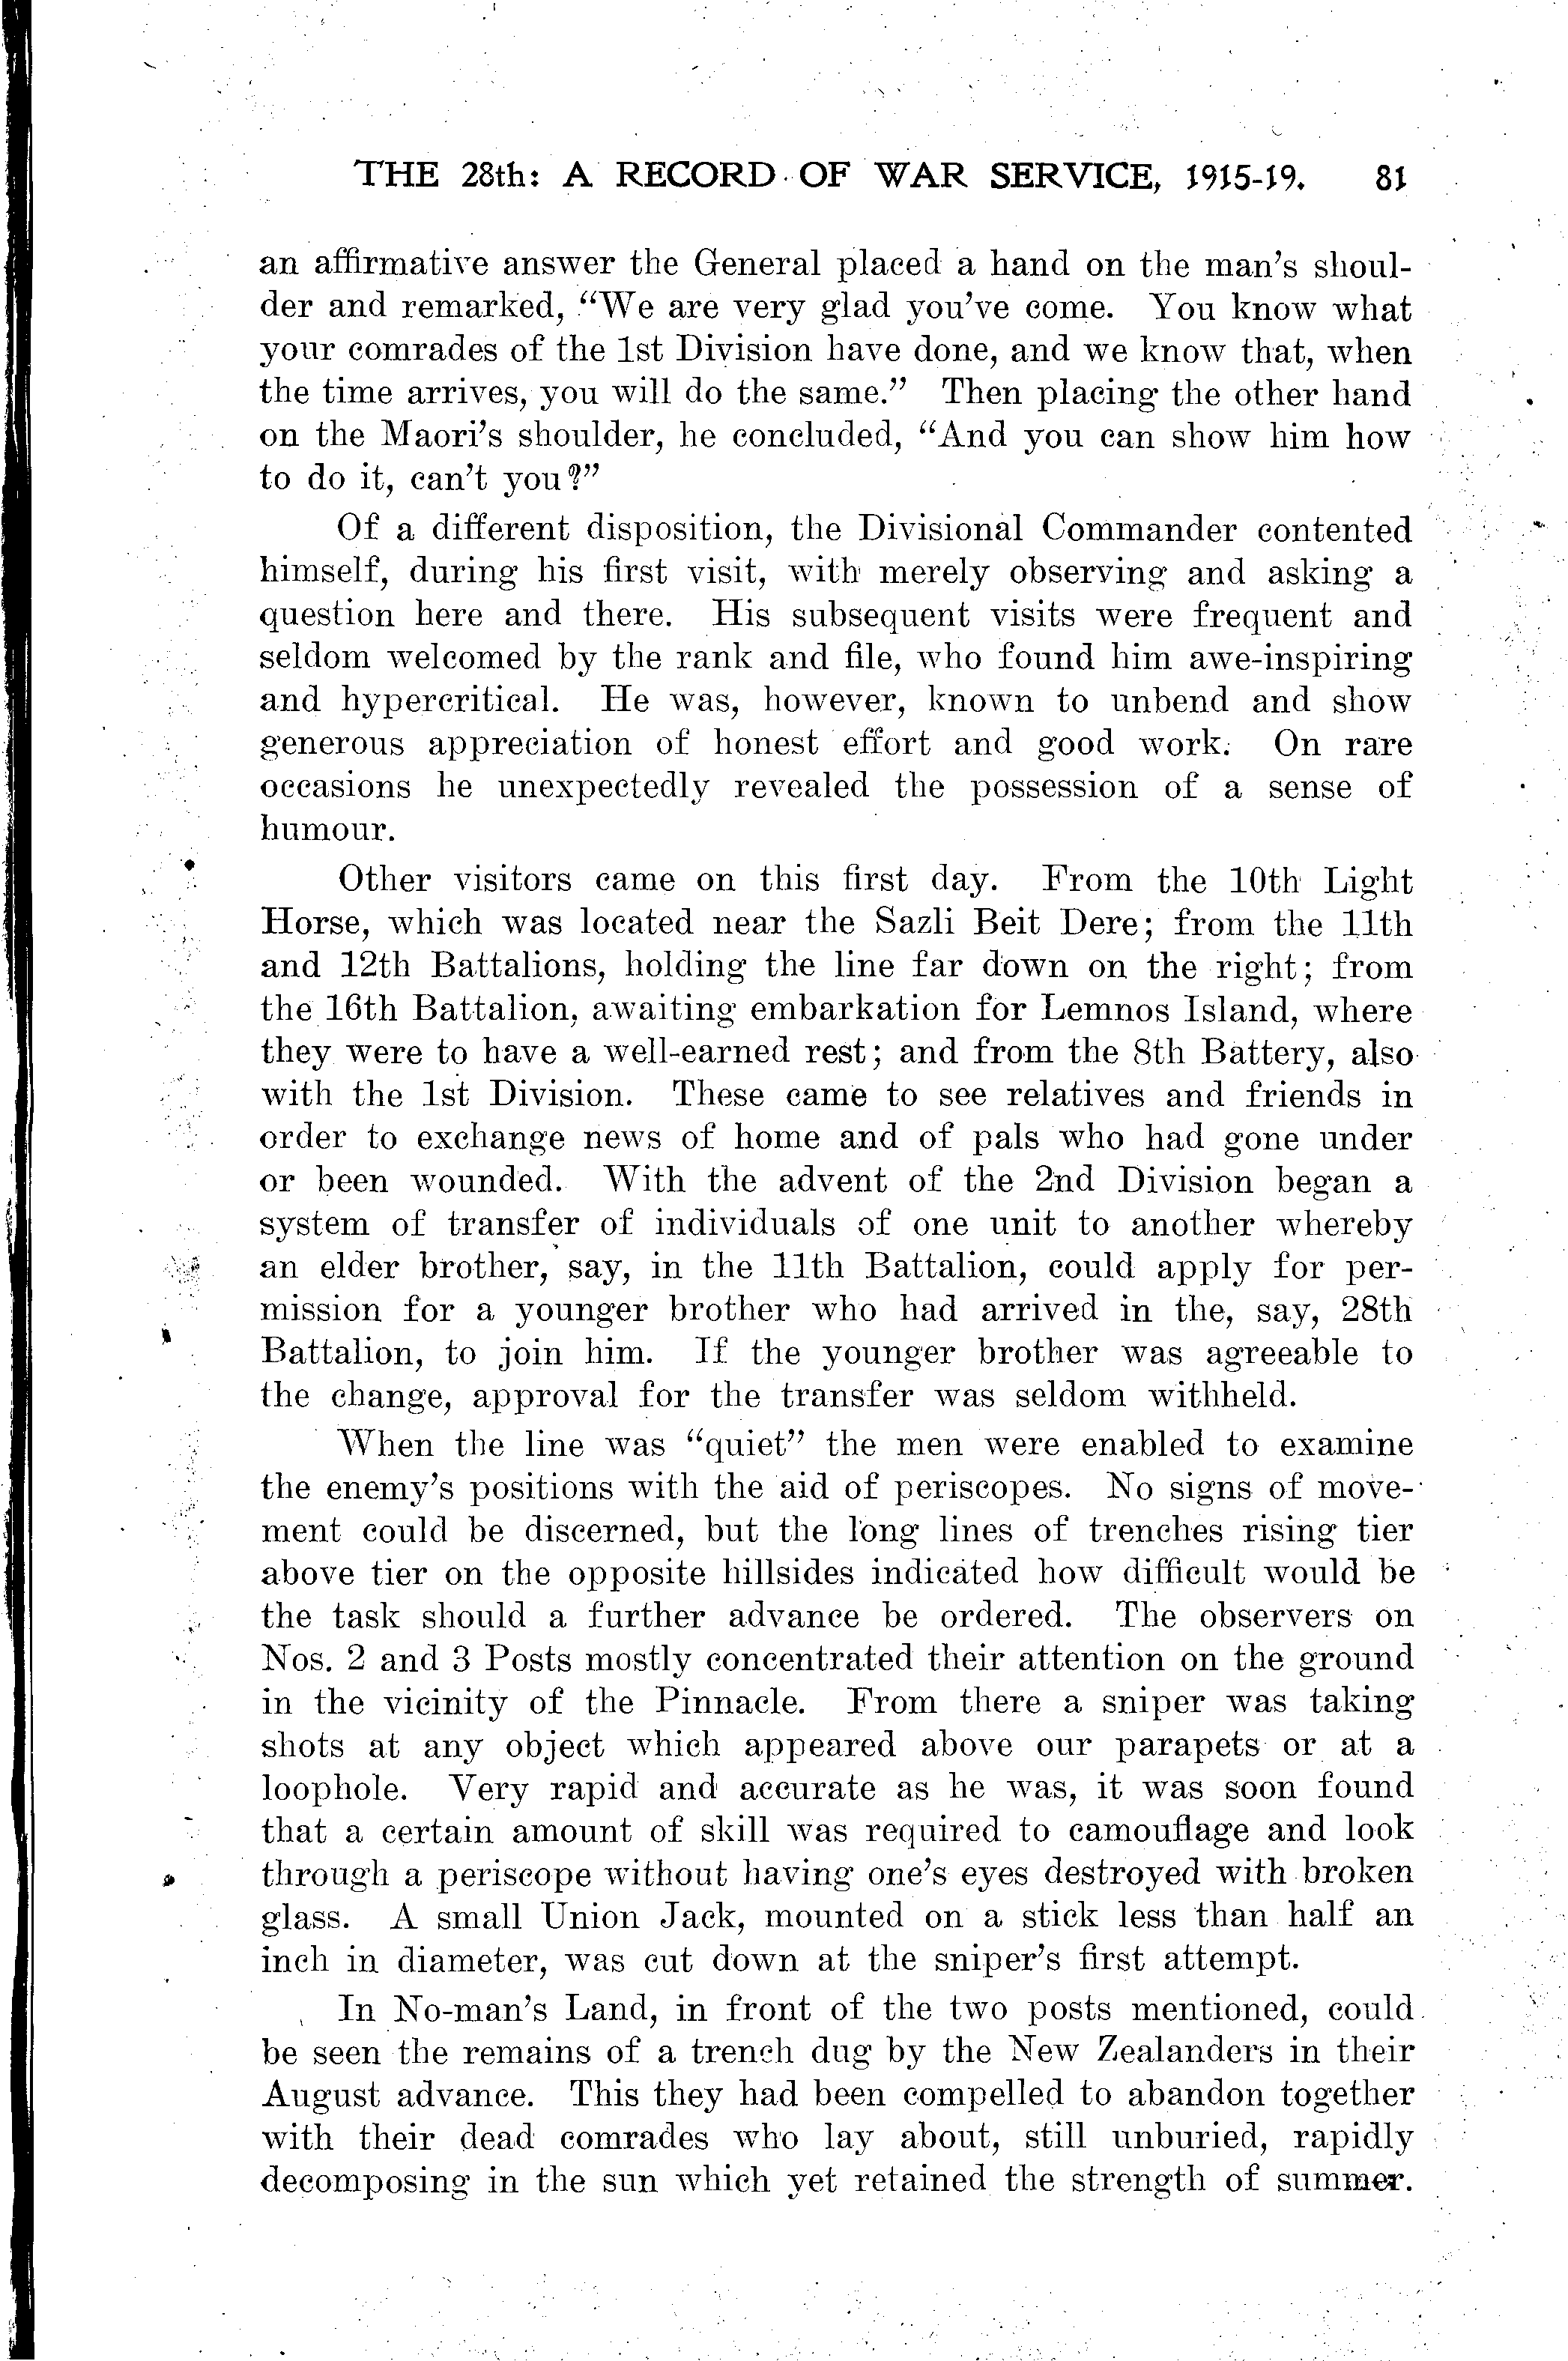 THE 28th: A RECORD OF WAR SERVICE, 1915-19. 81
an affirmative answer the General placed a hand on the man's shoul-
der and remarked, "We are very glad you've come. You know what
your comrades of the 1st Division have done, and we know that, when
the time arrives, you will do the same." Then placing the other hand
on the Maori's shoulder, he concluded, "And you can show him how
to do it, can't you?"
Of a different disposition, the Divisional Commander contented
himself, during his first visit, with merely observing and asking a
question here and there. His subsequent visits were frequent and
seldom welcomed by the rank and file, who found him awe-inspiring
and hypercritical. He was, however, known to unbend and show
generous appreciation of honest effort and good work. On rare
occasions he unexpectedly revealed the possession of a sense of
humour.
Other visitors came on this first day. From the 10th Light
Horse, which was located near the Sazli Beit Dere; from the 11th
and 12th Battalions, holding the line far down on the right; from
the 16th Battalion, awaiting embarkation for Lemnos Island, where
they were to have a well-earned rest; and from the 8th Battery, also
with the 1st Division. These came to see relatives and friends in
order to exchange news of home and of pals who had gone under
or been wounded. With the advent of the 2nd Division began a
system of transfer of individuals of one unit to another whereby
an elder brother, say, in the 11th Battalion, could apply for per-
mission for a younger brother who had arrived in the, say, 28th
Battalion, to join him. If the younger brother was agreeable to
the change, approval for the transfer was seldom withheld.
When the line was "quiet" the men were enabled to examine
the enemy's positions with the aid of periscopes. No signs of move-
ment could be discerned, but the long lines of trenches rising tier
above tier on the opposite hillsides indicated how difficult would be
the task should a further advance be ordered. The observers on
Nos. 2 and 3 Posts mostly concentrated their attention on the ground
in the vicinity of the Pinnacle. From there a sniper was taking
shots at any object which appeared above our parapets or at a
loophole. Very rapid and accurate as he was, it was soon found
that a certain amount of skill was required to camouflage and look
through a periscope without having one's eyes destroyed with broken
glass. A small Union Jack, mounted on a stick less than half an
inch in diameter, was cut down at the sniper's first attempt.
In No-man's Land, in front of the two posts mentioned, could
be seen the remains of a trench dug by the New Zealanders in their
August advance. This they had been compelled to abandon together
with their dead comrades who lay about, still unburied, rapidly
decomposing in the sun which yet retained the strength of summer.